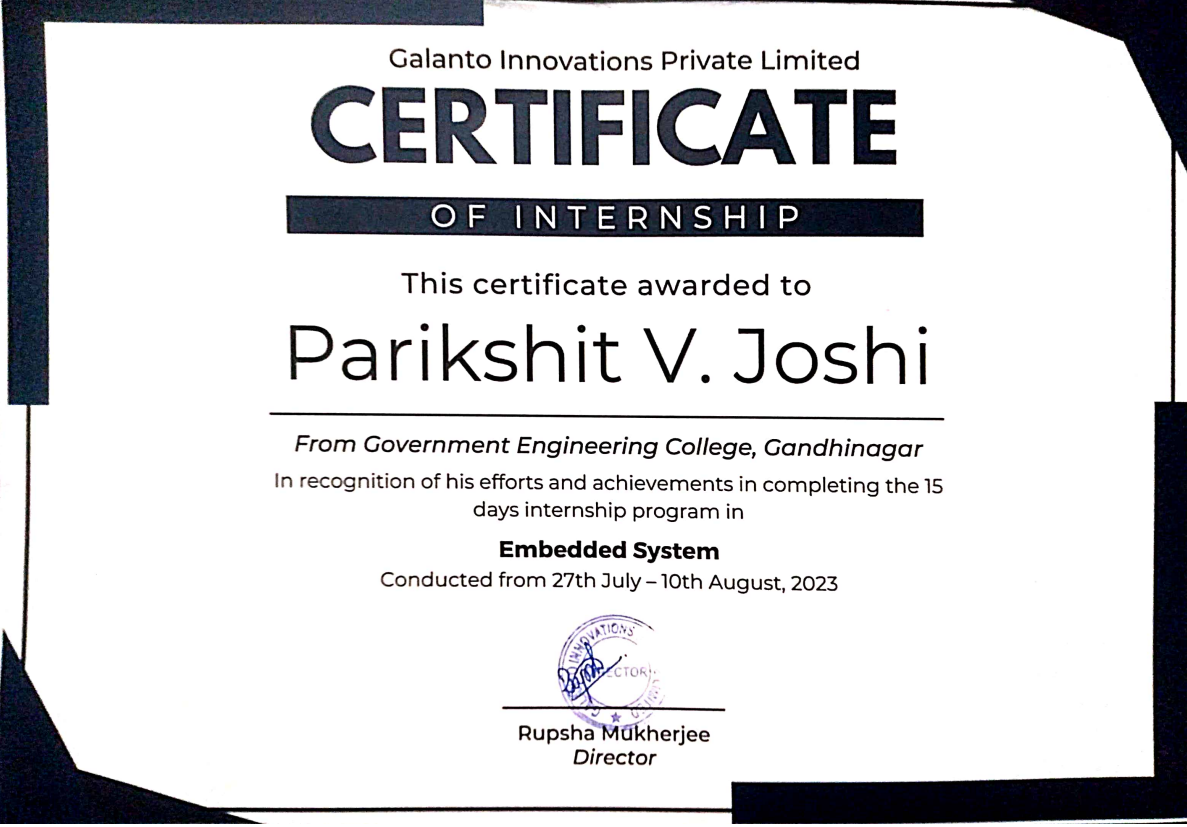 Galanto Innovations Private Limited
CERTIFICATE
OF INTERNSHIP
This certificate awarded to
Parikshit V. Joshi
From Government Engineering College, Gandhinagar
In recognition of his efforts and achievements in completing the 15
days internship program in
Embedded System
Conducted from 27th July – 10th August, 2023
INNOVATIONS
Rupsha Mukherjee
Director